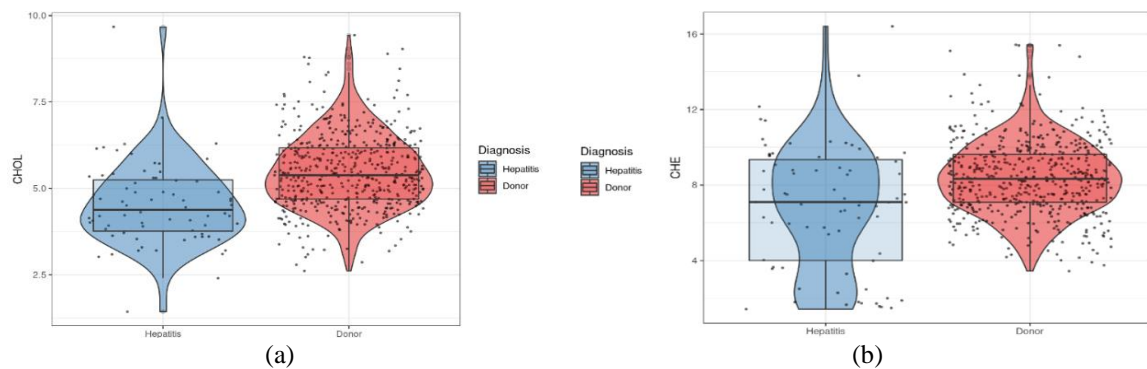 10.0
7.5
5.0
2.5
CHOL
Hepatitis
Donor
Diagnosis
Hepatitis
Donor
(a)
Diagnosis
Hepatitis
Donor
16
12
8
4
CHE
Hepatitis
Donor
(b)